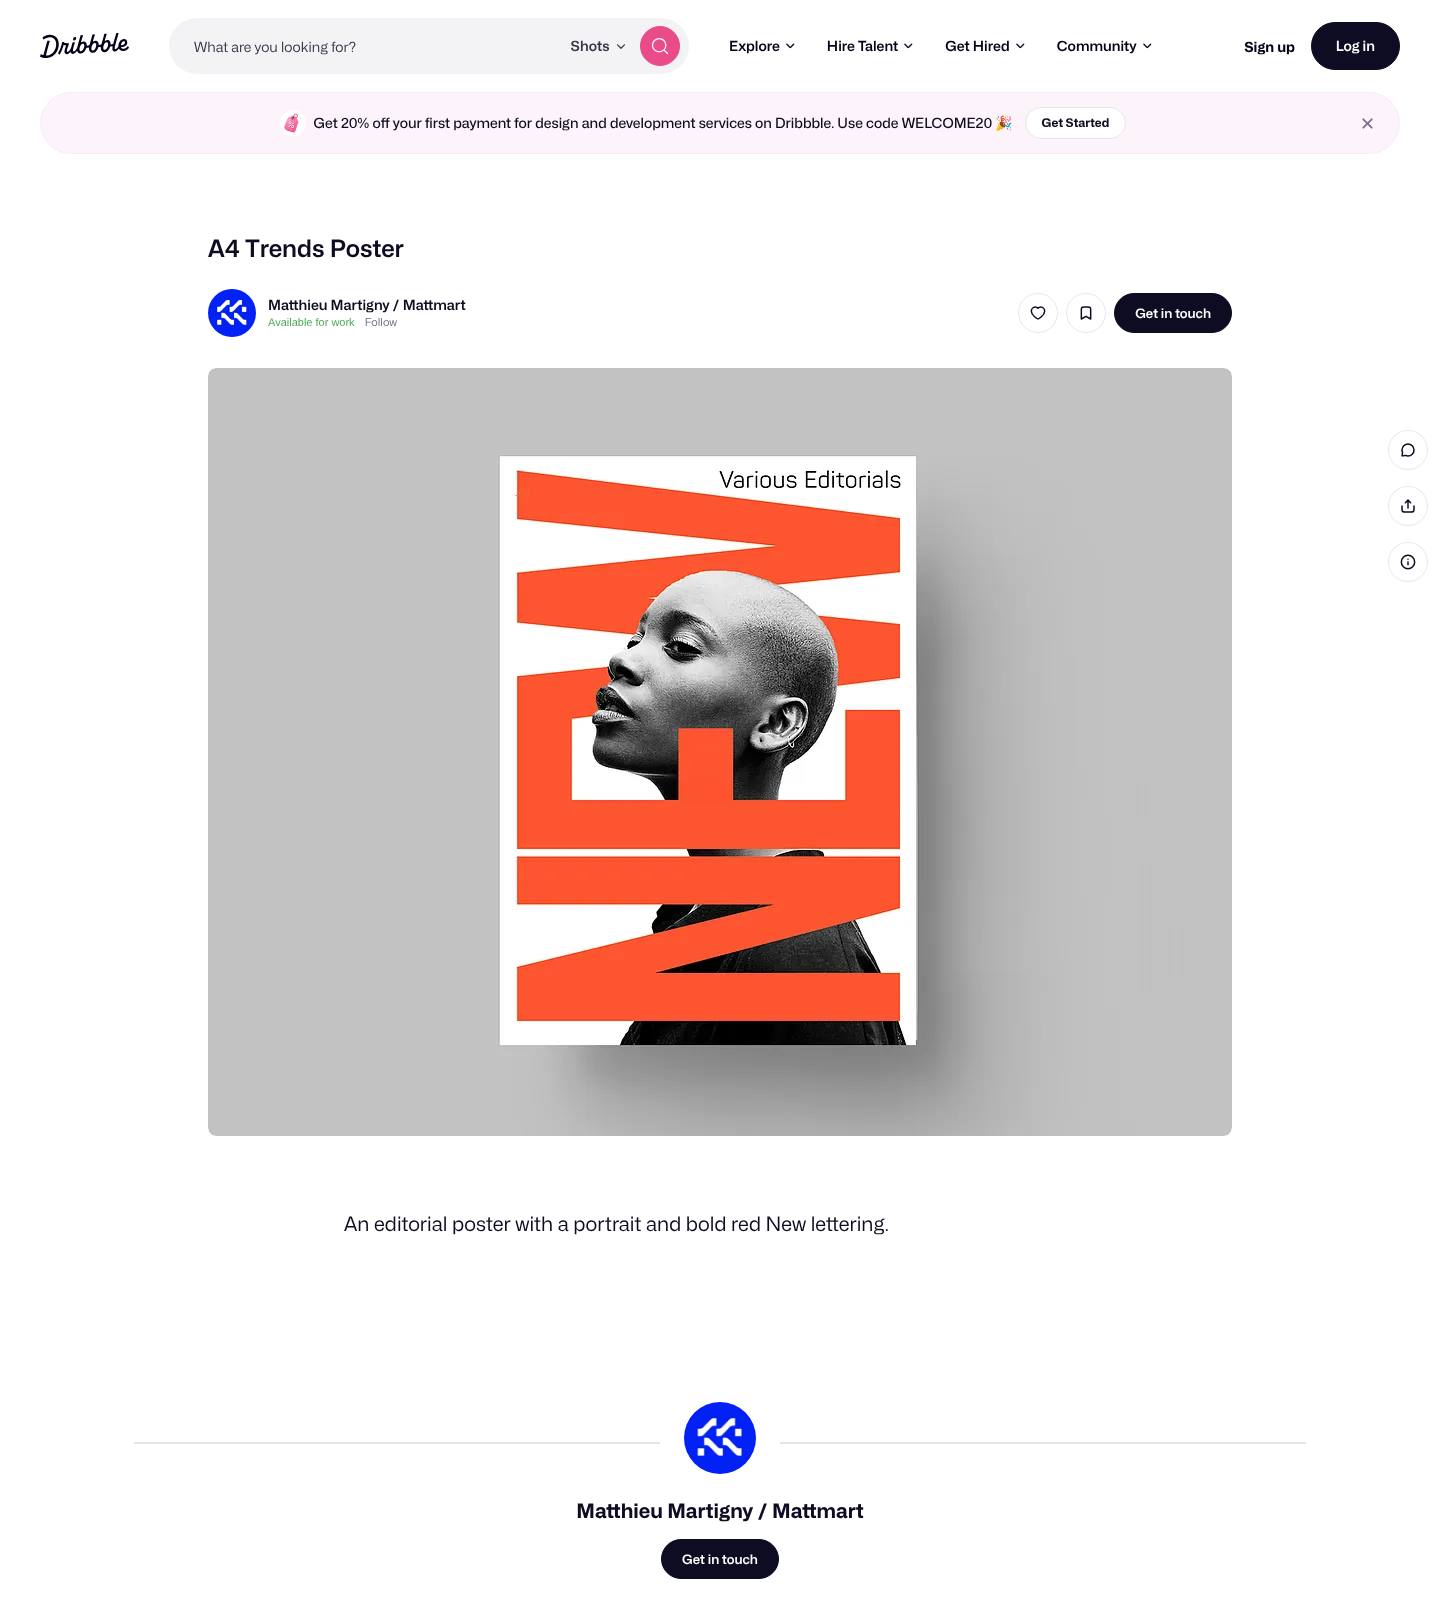 Dribbble
What are you looking for?
Shots
Explore
Hire Talent
Get Hired
Community
Sign up
Log in
Get 20% off your first payment for design and development services on Dribbble. Use code WELCOME20 🎉
Get Started
A4 Trends Poster
Matthieu Martigny / Mattmart
Available for work Follow
Get in touch
Various Editorials
NEW
An editorial poster with a portrait and bold red New lettering.
Matthieu Martigny / Mattmart
Get in touch